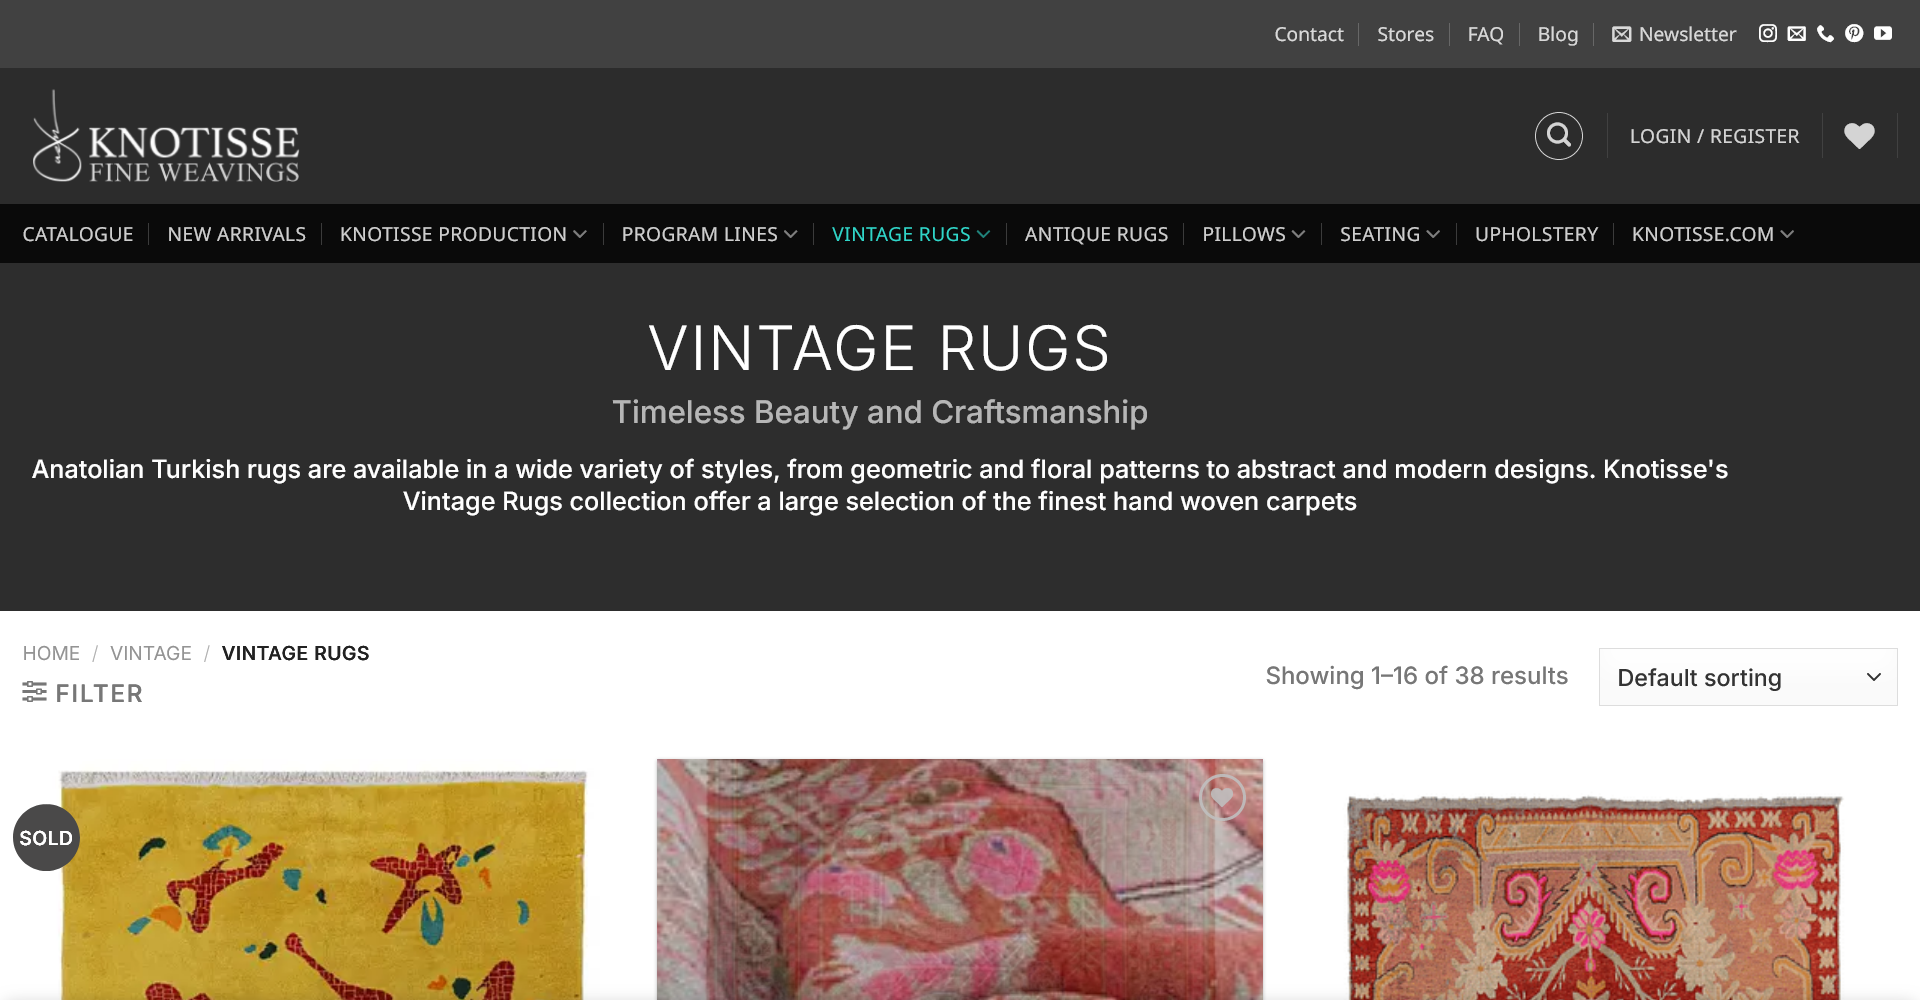 Contact Stores FAQ Blog Newsletter
KNOTISSE
FINE WEAVINGS
LOGIN / REGISTER
CATALOGUE NEW ARRIVALS KNOTISSE PRODUCTION PROGRAM LINES VINTAGE RUGS ANTIQUE RUGS PILLOWS SEATING UPHOLSTERY KNOTISSE.COM
VINTAGE RUGS
Timeless Beauty and Craftsmanship
Anatolian Turkish rugs are available in a wide variety of styles, from geometric and floral patterns to abstract and modern designs. Knotisse's
Vintage Rugs collection offer a large selection of the finest hand woven carpets
HOME / VINTAGE / VINTAGE RUGS
FILTER
Showing 1–16 of 38 results
Default sorting
SOLD